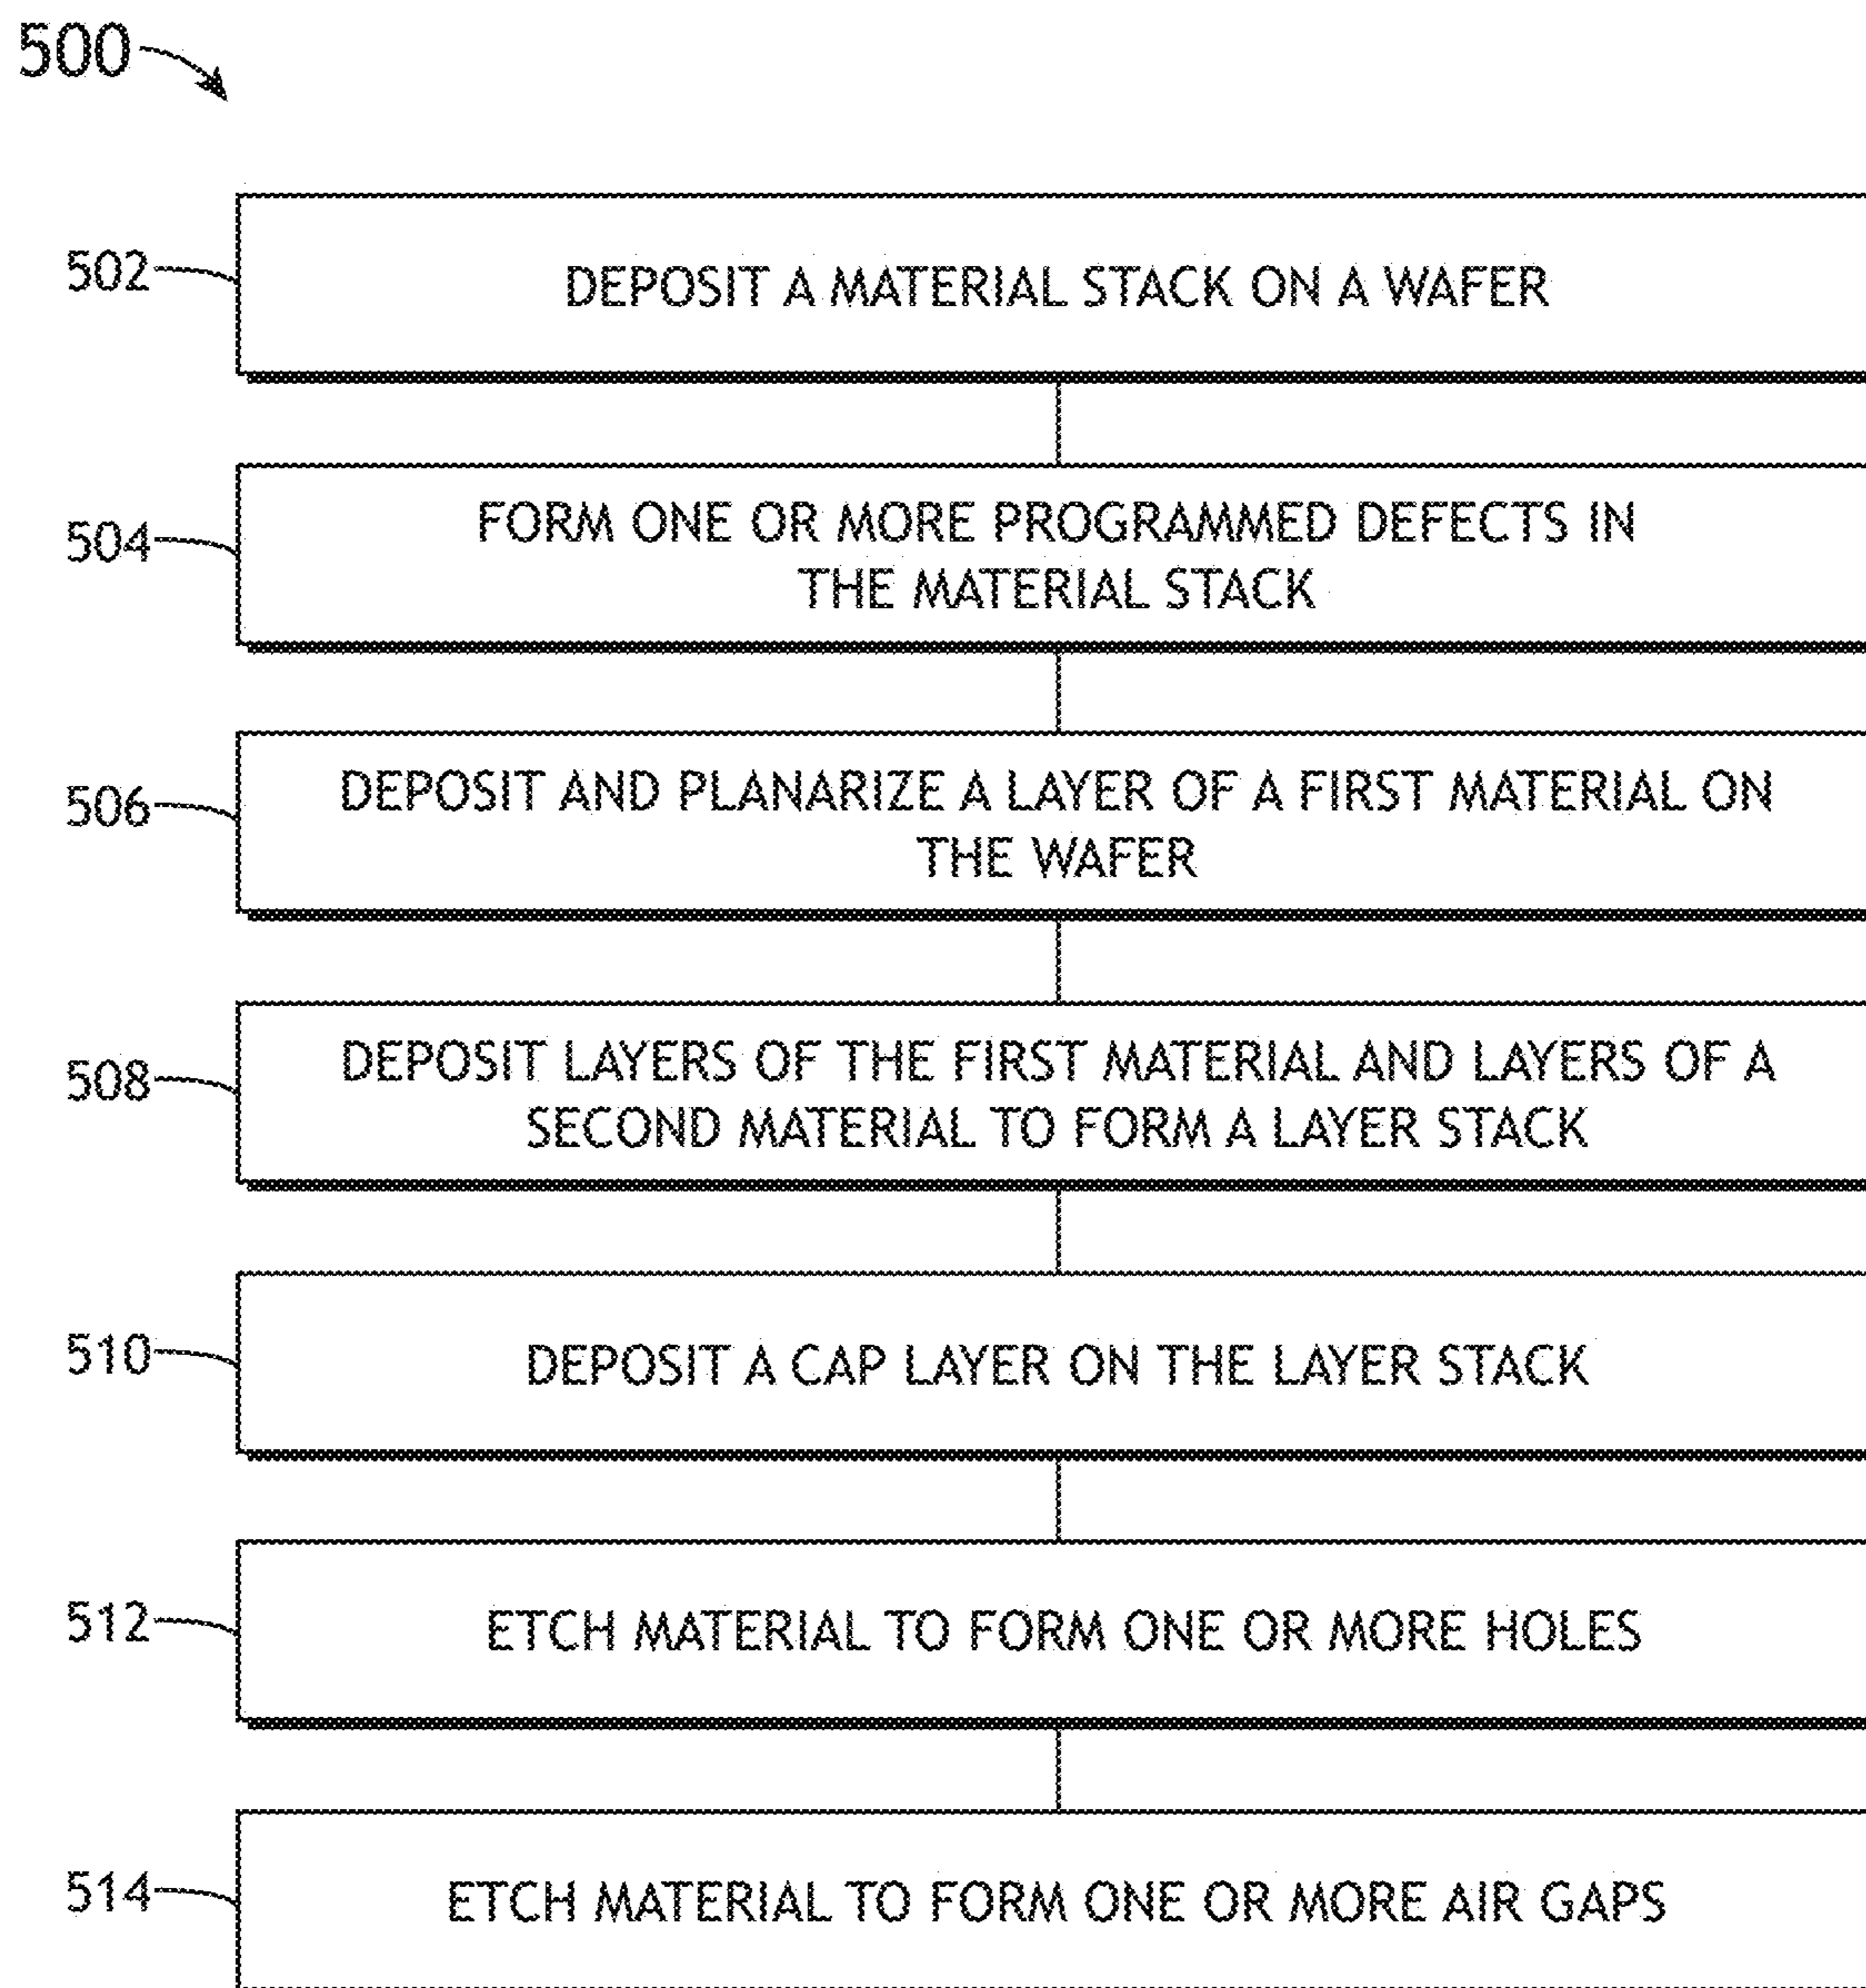 500
502
DEPOSIT A MATERIAL STACK ON A WAFER
504
FORM ONE OR MORE PROGRAMMED DEFECTS IN
THE MATERIAL STACK
506
DEPOSIT AND PLANARIZE A LAYER OF A FIRST MATERIAL ON
THE WAFER
508
DEPOSIT LAYERS OF THE FIRST MATERIAL AND LAYERS OF A
SECOND MATERIAL TO FORM A LAYER STACK
510
DEPOSIT A CAP LAYER ON THE LAYER STACK
512
ETCH MATERIAL TO FORM ONE OR MORE HOLES
514
ETCH MATERIAL TO FORM ONE OR MORE AIR GAPS